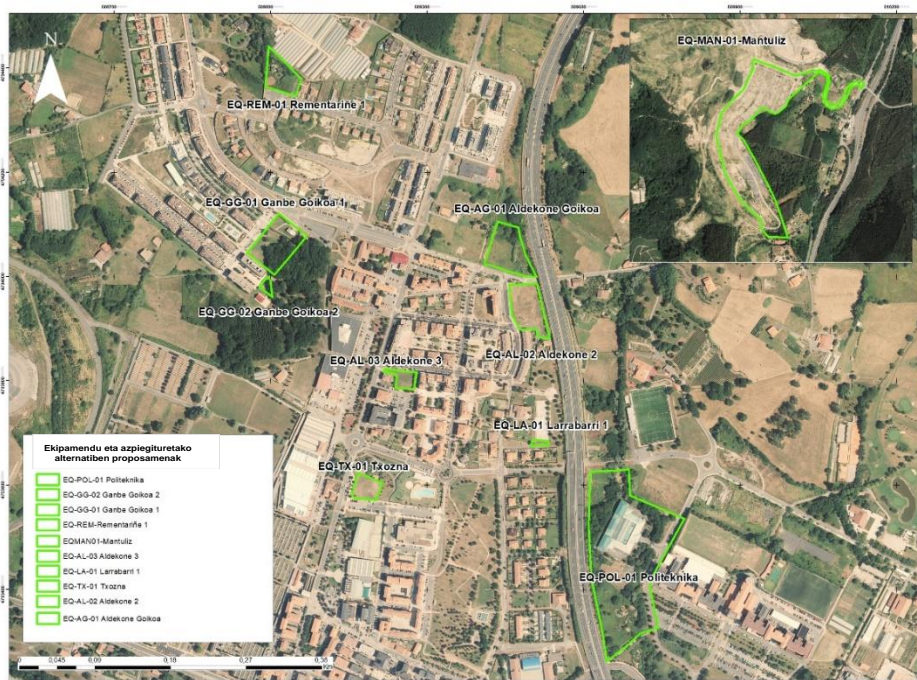 N
EQ-MAN-01-Mantuliz
EQ-REM-01 Rementariñe 1
EQ-GG-01 Ganbe Goikoa 1
EQ-AG-01 Aldekone Goikoa
EQ-GG-02 Ganbe Goikoa 2
EQ-AL-03 Aldekone 3
EQ-AL-02 Aldekone 2
EQ-LA-01 Larrabarri 1
EQ-TX-01 Txozna
EQ-POL-01 Politeknika
Ekipamendu eta azpiegituretako
alternatiben proposamenak
EQ-POL-01 Politeknika
EQ-GG-02 Ganbe Goikoa 2
EQ-GG-01 Ganbe Goikoa 1
EQ-REM-Rementariñe 1
EQMAN01-Mantuliz
EQ-AL-03 Aldekone 3
EQ-LA-01 Larrabarri 1
EQ-TX-01 Txozna
EQ-AL-02 Aldekone 2
EQ-AG-01 Aldekone Goikoa
0 0,045 0,09 0,18 0,27 0,36